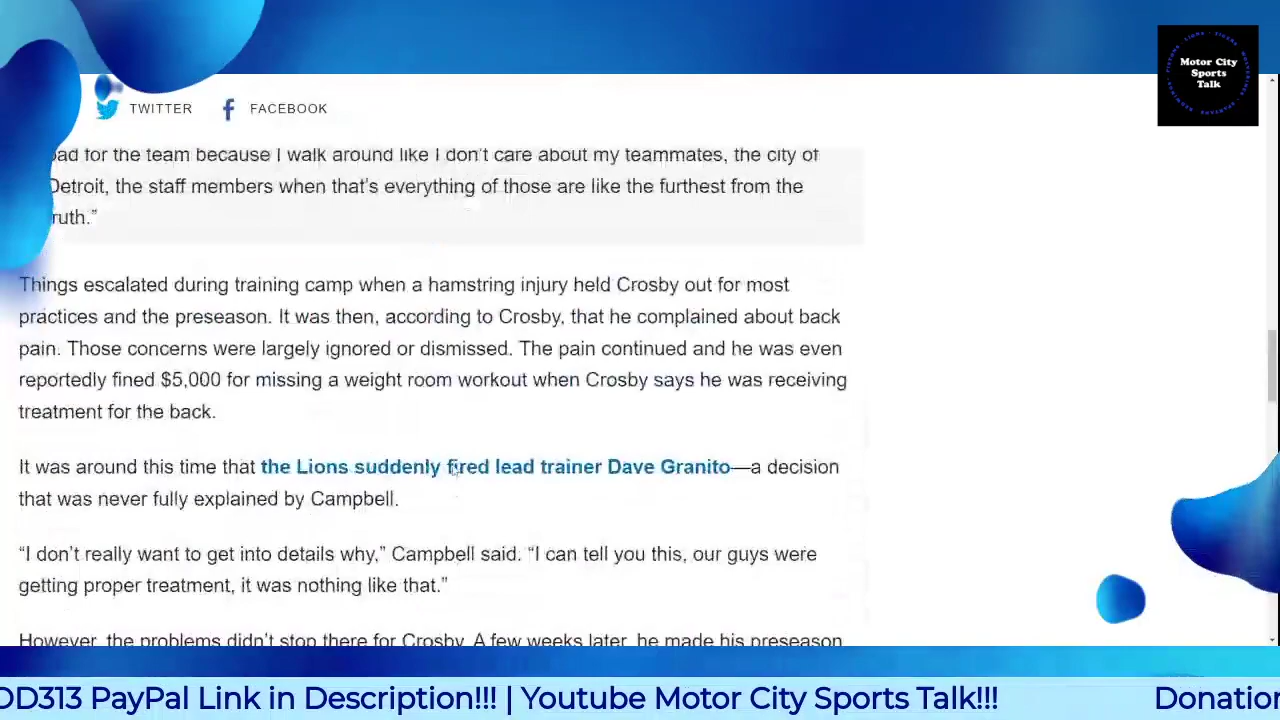 Motor City
Sports
Talk
TWITTER FACEBOOK
for the team because I walk around like I don't care about my teammates, the city of
Detroit, the staff members when that's everything of those are like the furthest from the
ruth."
Things escalated during training camp when a hamstring injury held Crosby out for most
practices and the preseason. It was then, according to Crosby, that he complained about back
pain. Those concerns were largely ignored or dismissed. The pain continued and he was even
reportedly fined $5,000 for missing a weight room workout when Crosby says he was receiving
treatment for the back.
It was around this time that the Lions suddenly fired lead trainer Dave Granito—a decision
that was never fully explained by Campbell.
“I don’t really want to get into details why,” Campbell said. “I can tell you this, our guys were
getting proper treatment, it was nothing like that.”
However, the problems didn’t stop there for Crosby. A few weeks later, he made his preseason
OD313 PayPal Link in Description!!! | Youtube Motor City Sports Talk!!! Donation